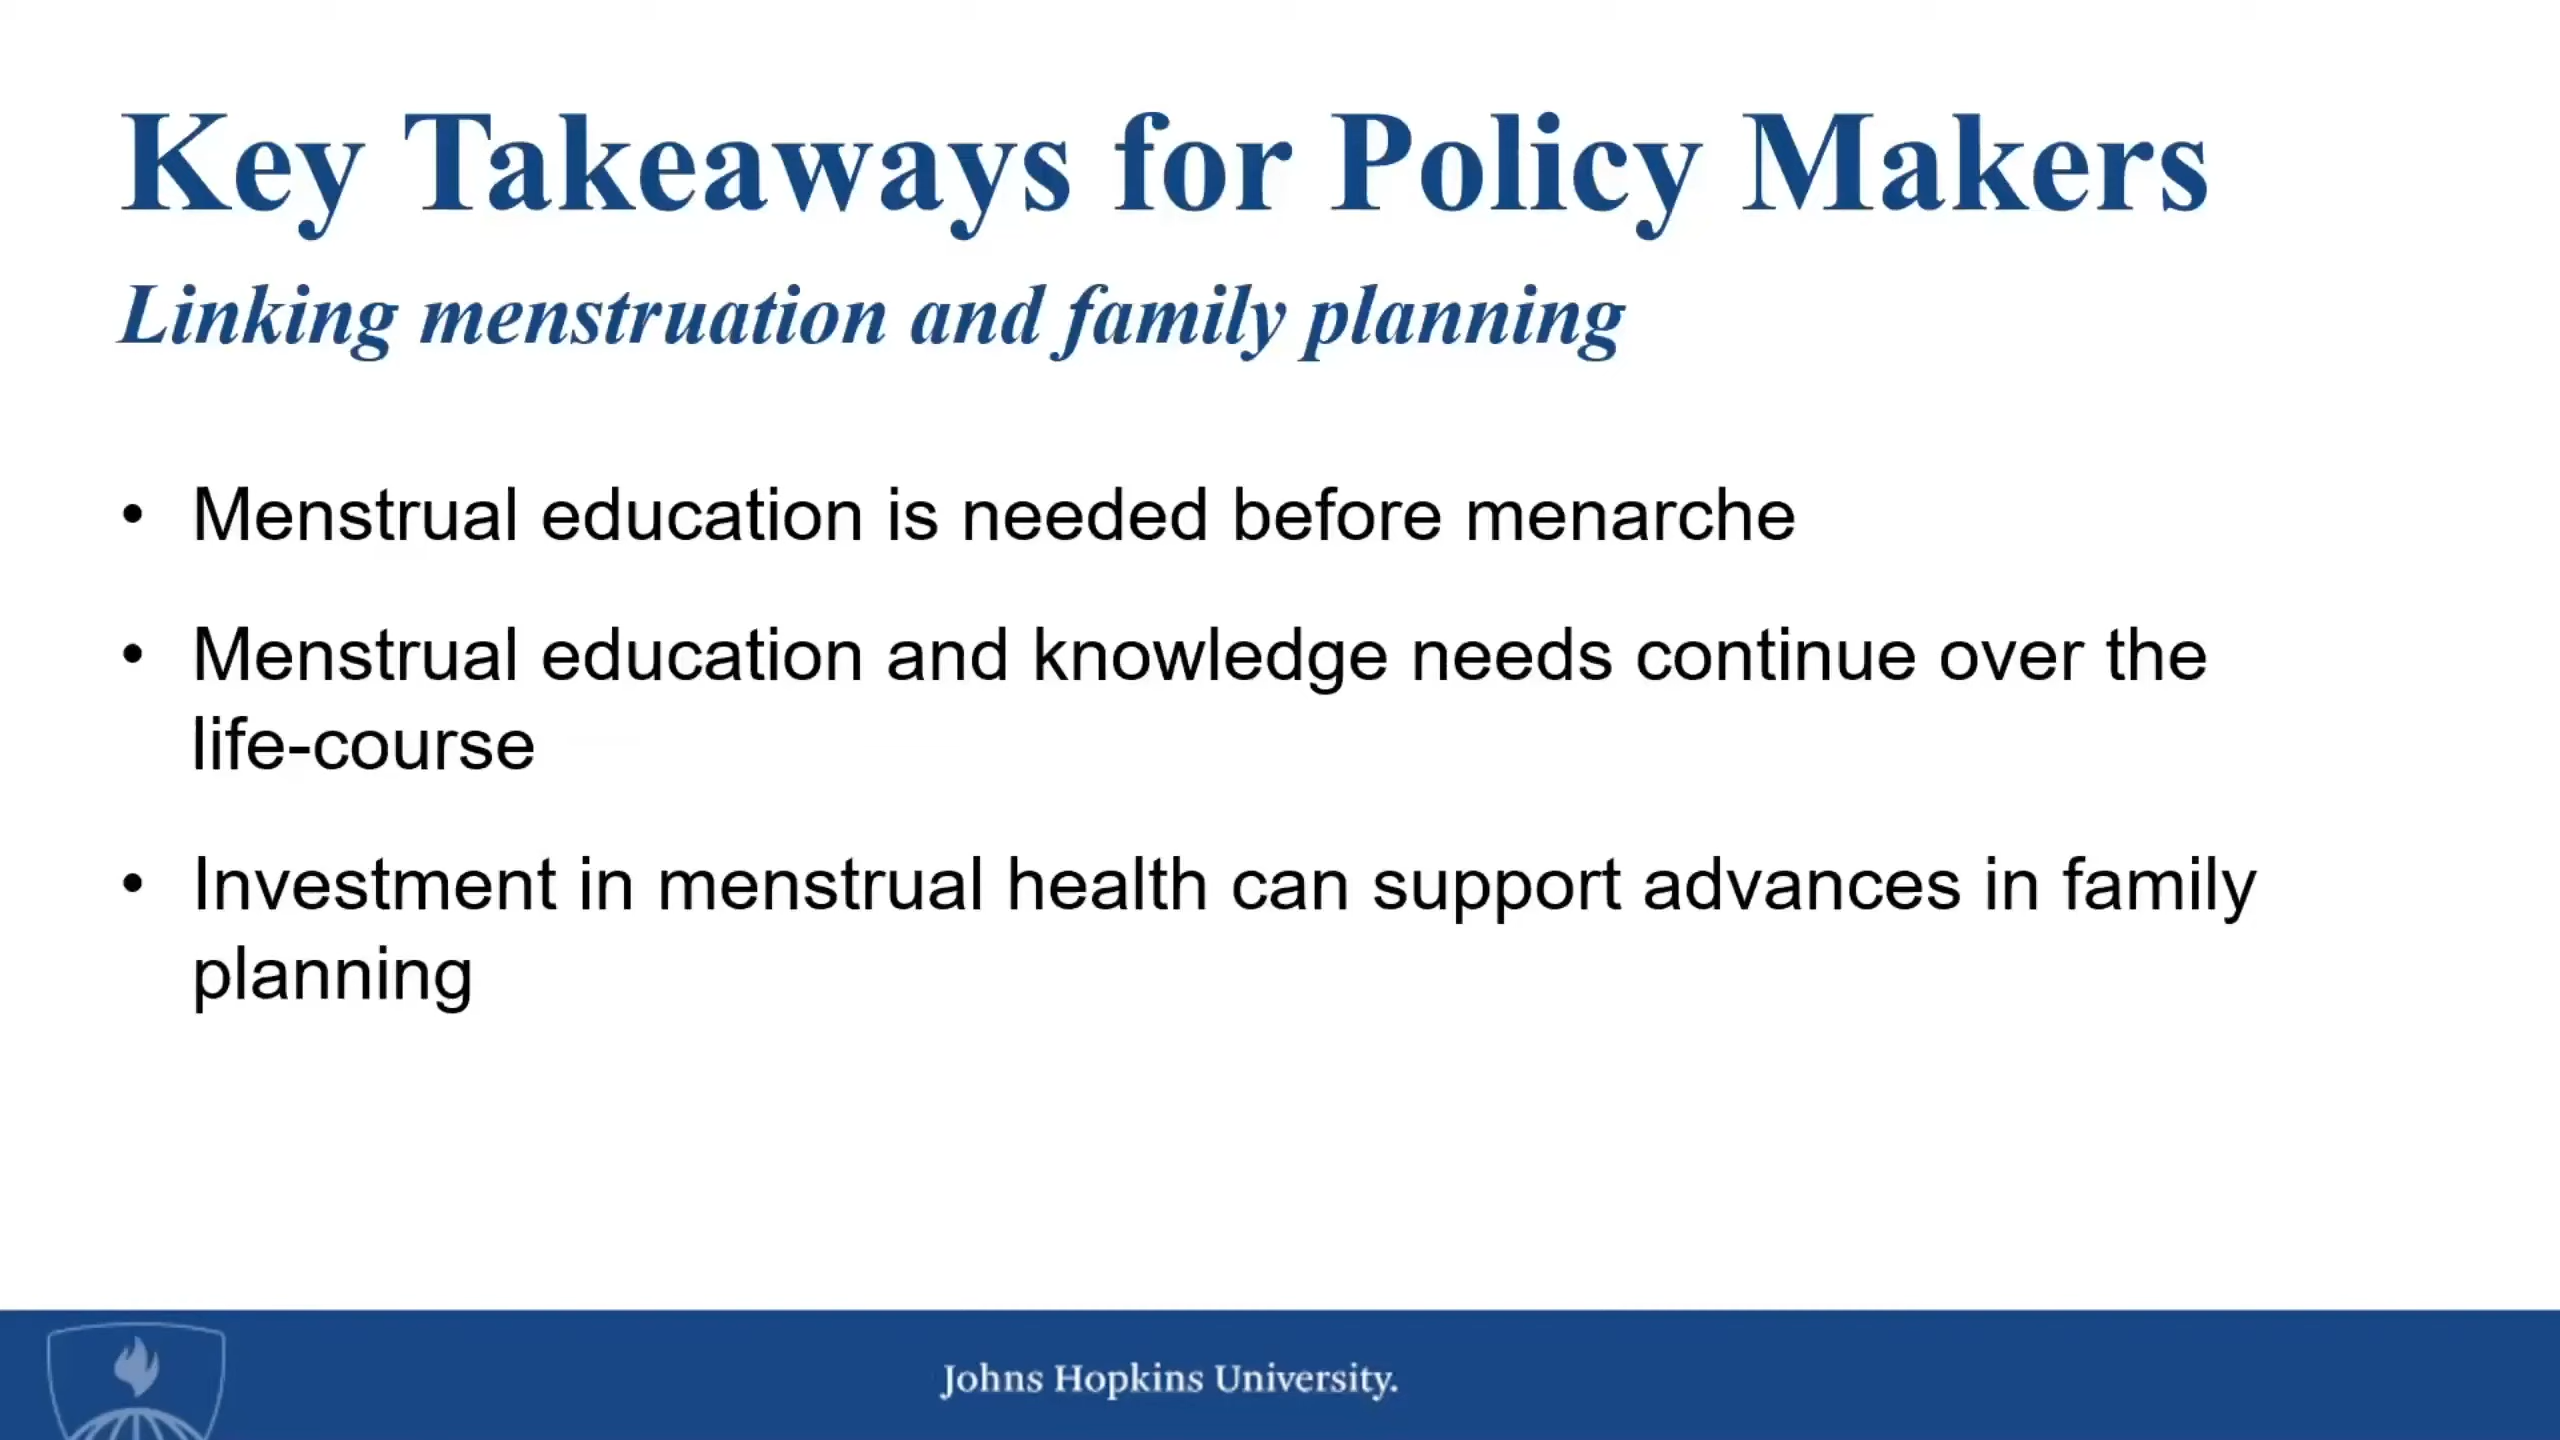 Key Takeaways for Policy Makers
Linking menstruation and family planning
• Menstrual education is needed before menarche
• Menstrual education and knowledge needs continue over the
life-course
• Investment in menstrual health can support advances in family
planning
Johns Hopkins University.